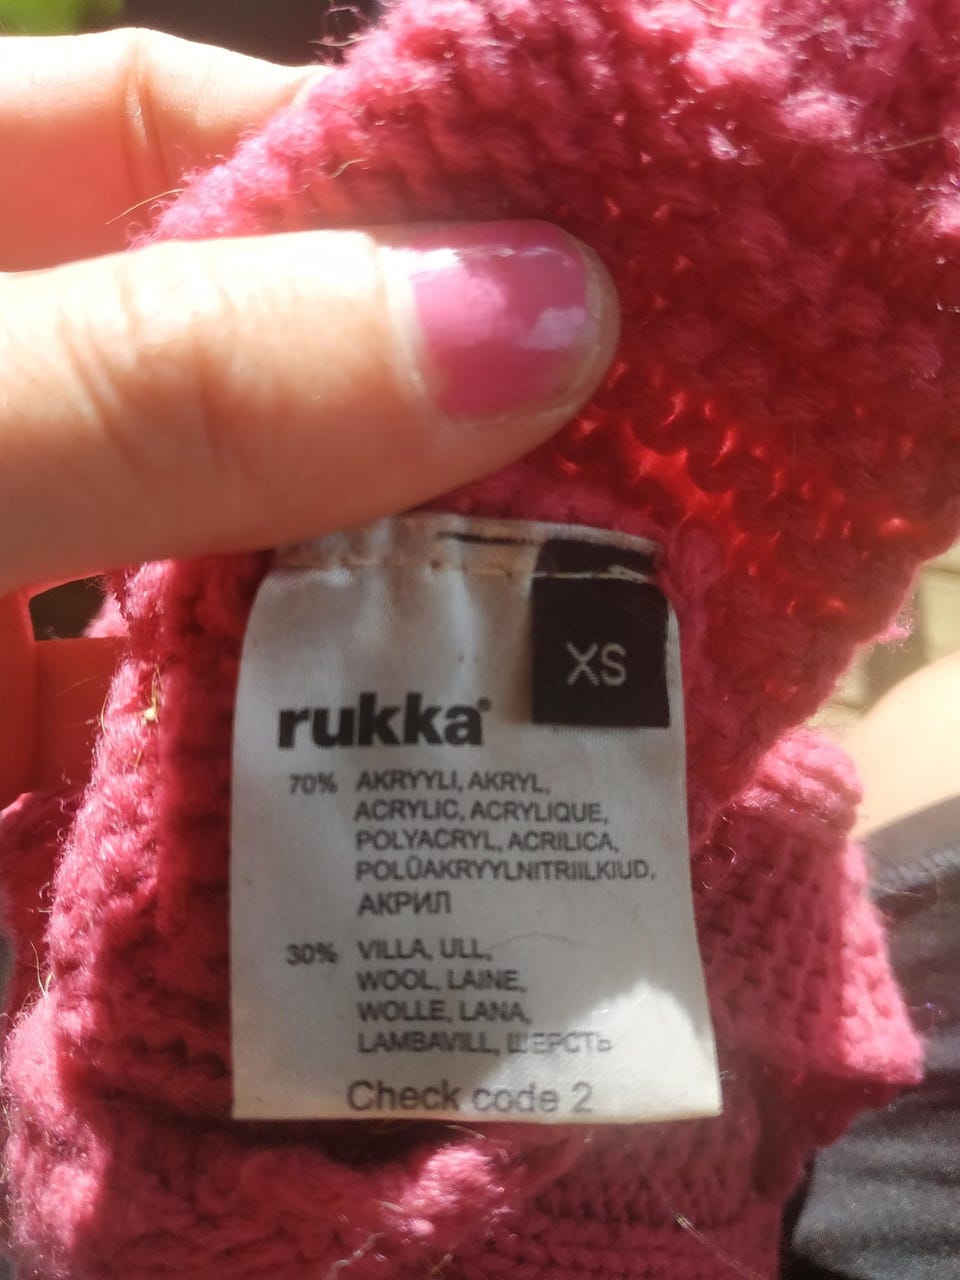 XS
rukka®
70% AKRYYLI, AKRYL,
ACRYLIC, ACRYLIQUE,
POLYACRYL, ACRILICA,
POLÜAKRYYLNITRIILKIUD,
АКРИЛ
30% VILLA, ULL,
WOOL, LAINE,
WOLLE, LANA,
LAMBAVILL, ШЕРСТЬ
Check code 2